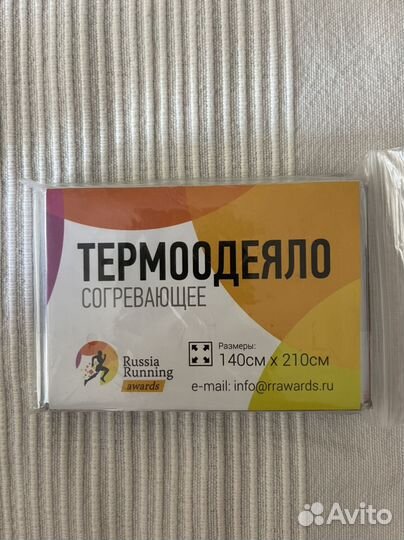 ТЕРМООДЕЯЛО
СОГРЕВАЮЩЕЕ
Russia
Running
awards
Размеры:
140см x 210см
e-mail: info@rrawards.ru
Avito